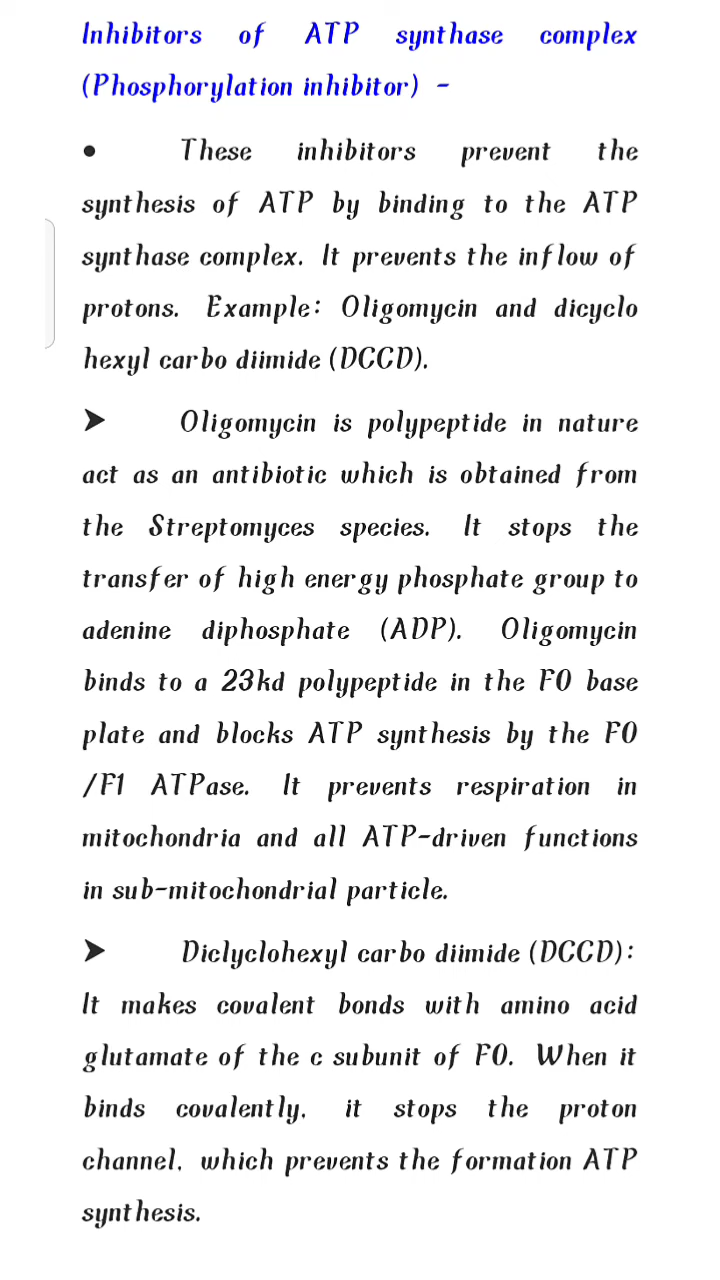 Inhibitors of ATP synthase complex
(Phosphorylation inhibitor) -
• These inhibitors prevent the
synthesis of ATP by binding to the ATP
synthase complex. It prevents the inflow of
protons. Example: Oligomycin and dicyclo
hexyl carbo diimide (DCCD).
➤ Oligomycin is polypeptide in nature
act as an antibiotic which is obtained from
the Streptomyces species. It stops the
transfer of high energy phosphate group to
adenine diphosphate (ADP). Oligomycin
binds to a 23kd polypeptide in the F0 base
plate and blocks ATP synthesis by the F0
/F1 ATPase. It prevents respiration in
mitochondria and all ATP-driven functions
in sub-mitochondrial particle.
➤ Diclyclohexyl carbo diimide (DCCD):
It makes covalent bonds with amino acid
glutamate of the c subunit of F0. When it
binds covalently, it stops the proton
channel, which prevents the formation ATP
synthesis.